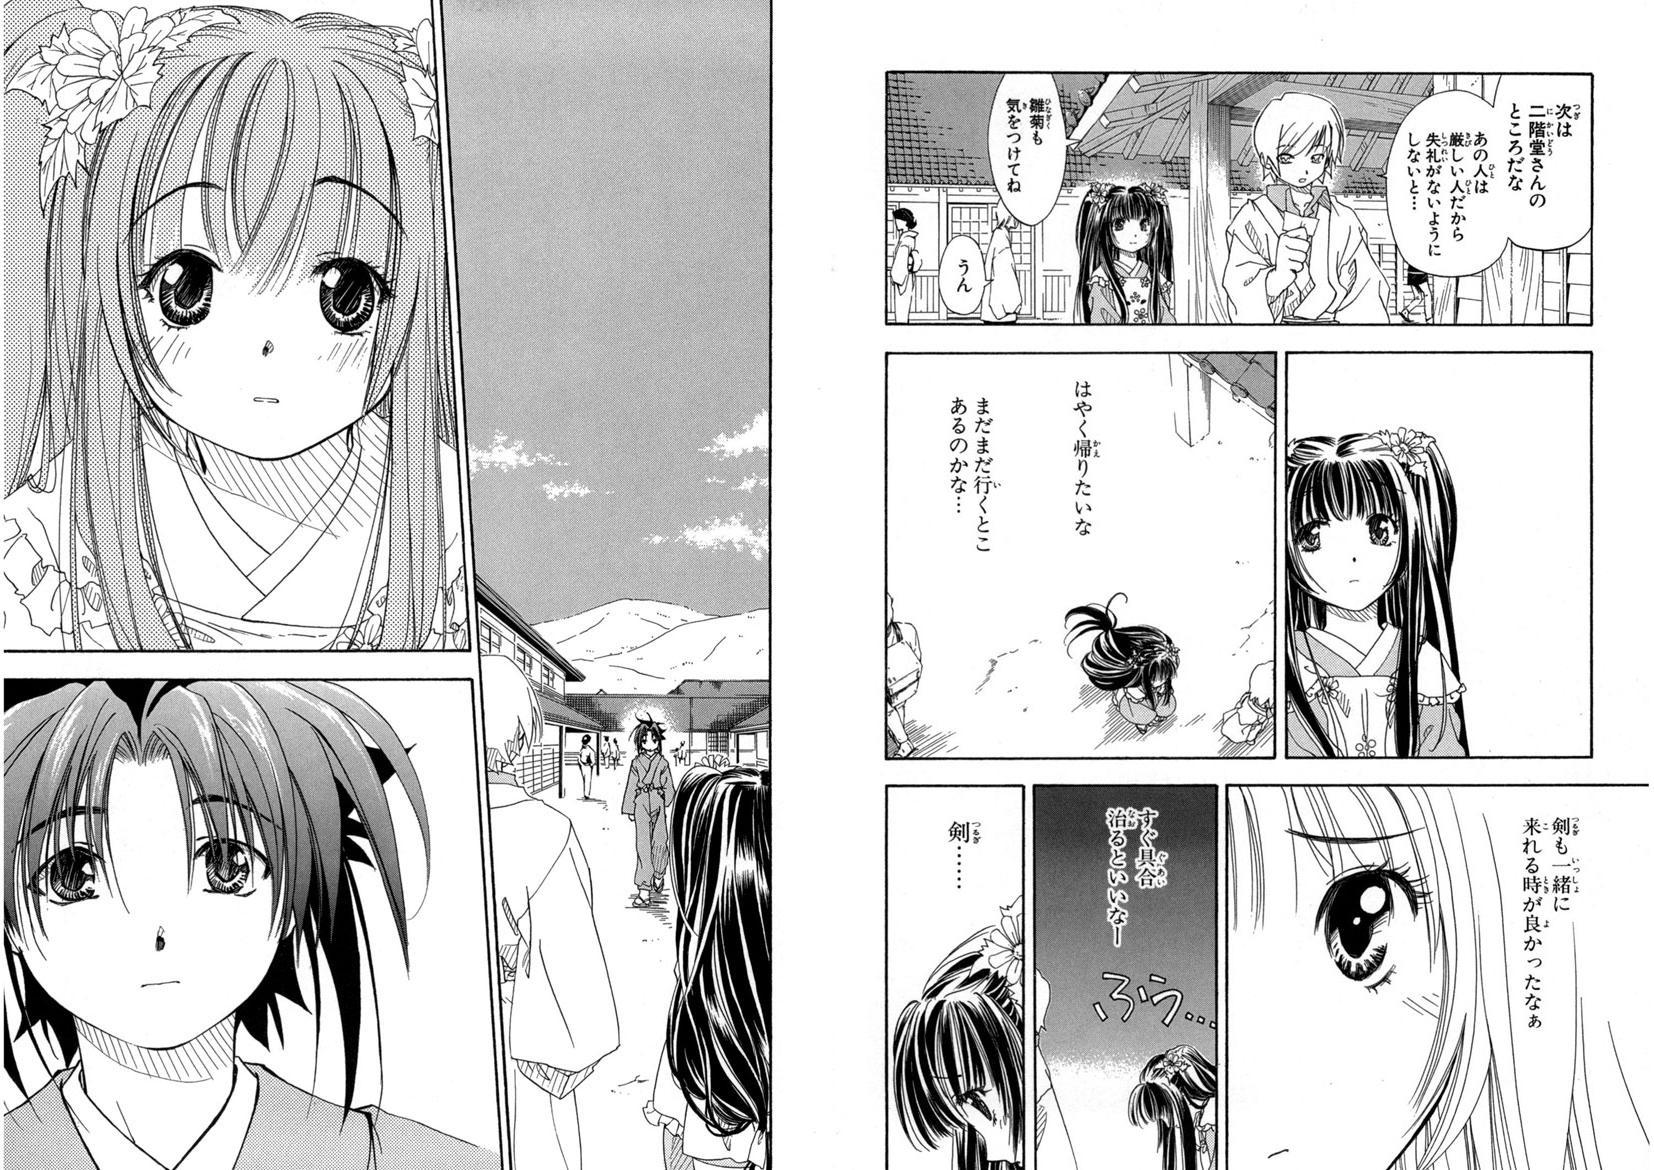 次は
二階堂さんの
ところだな
あの人は
厳しい人だから
失礼がないように
しないと…
雛菊も
気をつけてね
うん
はやく帰りたいな
まだまだ行くとこ
あるのかな…
剣も一緒に
来れる時が良かったなぁ
すぐ具合
治るといいなー
ふぅ…
剣……